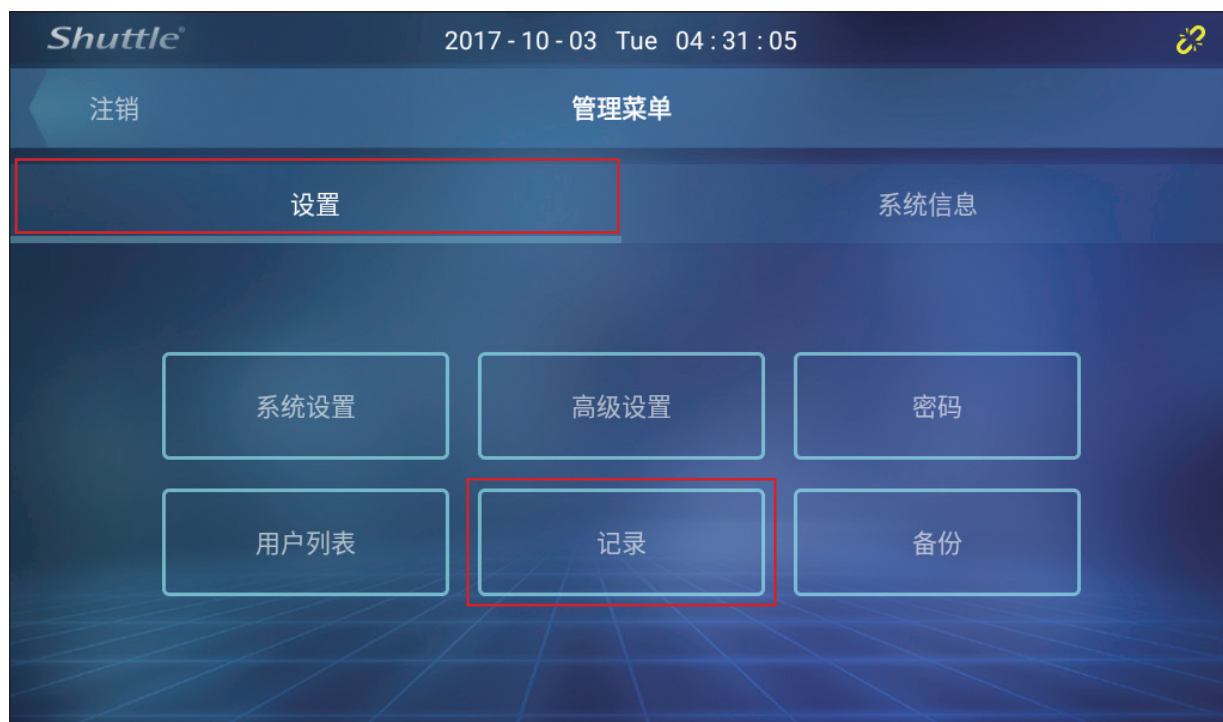 Shuttle® 2017-10-03 Tue 04:31:05
注销 管理菜单
设置 系统信息
系统设置 高级设置 密码
用户列表 记录 备份